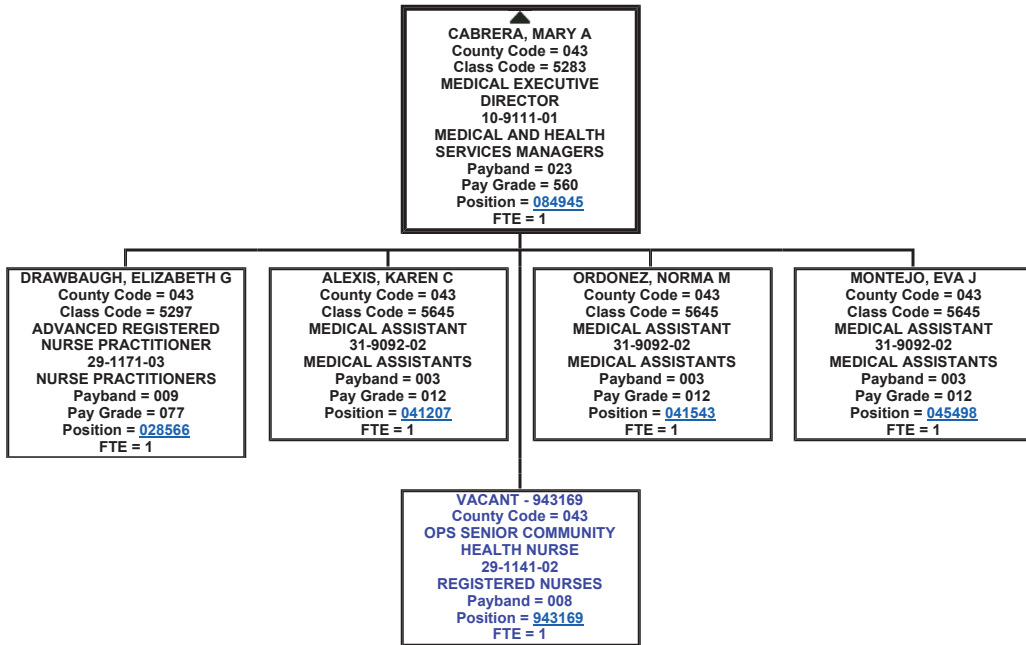 CABRERA, MARY A
County Code = 043
Class Code = 5283
MEDICAL EXECUTIVE
DIRECTOR
10-9111-01
MEDICAL AND HEALTH
SERVICES MANAGERS
Payband = 023
Pay Grade = 560
Position = 084945
FTE = 1
DRAWBAUGH, ELIZABETH G
County Code = 043
Class Code = 5297
ADVANCED REGISTERED
NURSE PRACTITIONER
29-1171-03
NURSE PRACTITIONERS
Payband = 009
Pay Grade = 077
Position = 028566
FTE = 1
ALEXIS, KAREN C
County Code = 043
Class Code = 5645
MEDICAL ASSISTANT
31-9092-02
MEDICAL ASSISTANTS
Payband = 003
Pay Grade = 012
Position = 041207
FTE = 1
ORDONEZ, NORMA M
County Code = 043
Class Code = 5645
MEDICAL ASSISTANT
31-9092-02
MEDICAL ASSISTANTS
Payband = 003
Pay Grade = 012
Position = 041543
FTE = 1
MONTEJO, EVA J
County Code = 043
Class Code = 5645
MEDICAL ASSISTANT
31-9092-02
MEDICAL ASSISTANTS
Payband = 003
Pay Grade = 012
Position = 045498
FTE = 1
VACANT - 943169
County Code = 043
OPS SENIOR COMMUNITY
HEALTH NURSE
29-1141-02
REGISTERED NURSES
Payband = 008
Position = 943169
FTE = 1